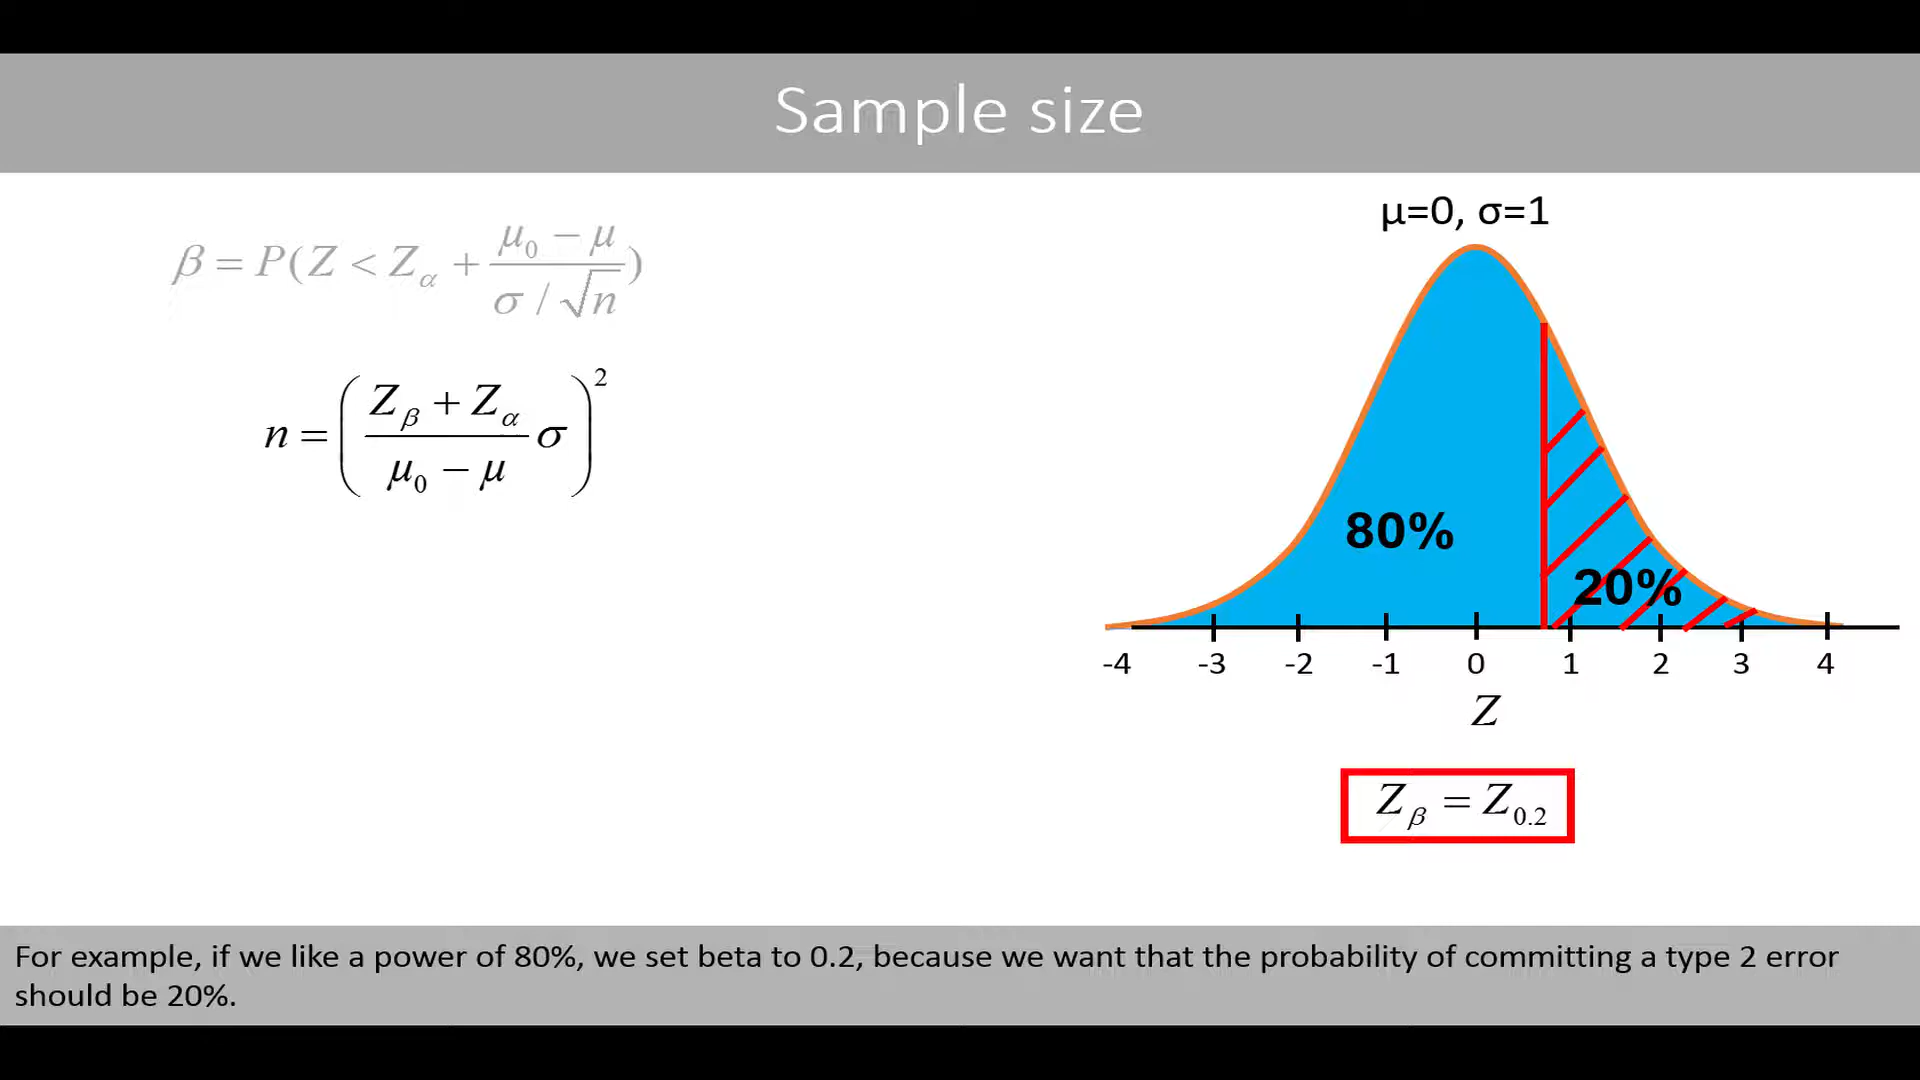 Sample size
β = P(Z < Z_α + (μ₀ − μ) / (σ / √n))
n = ((Z_β + Z_α) / (μ₀ − μ) σ)²
μ=0, σ=1
80%
20%
-4 -3 -2 -1 0 1 2 3 4
Z
Z_β = Z_0.2
For example, if we like a power of 80%, we set beta to 0.2, because we want that the probability of committing a type 2 error
should be 20%.